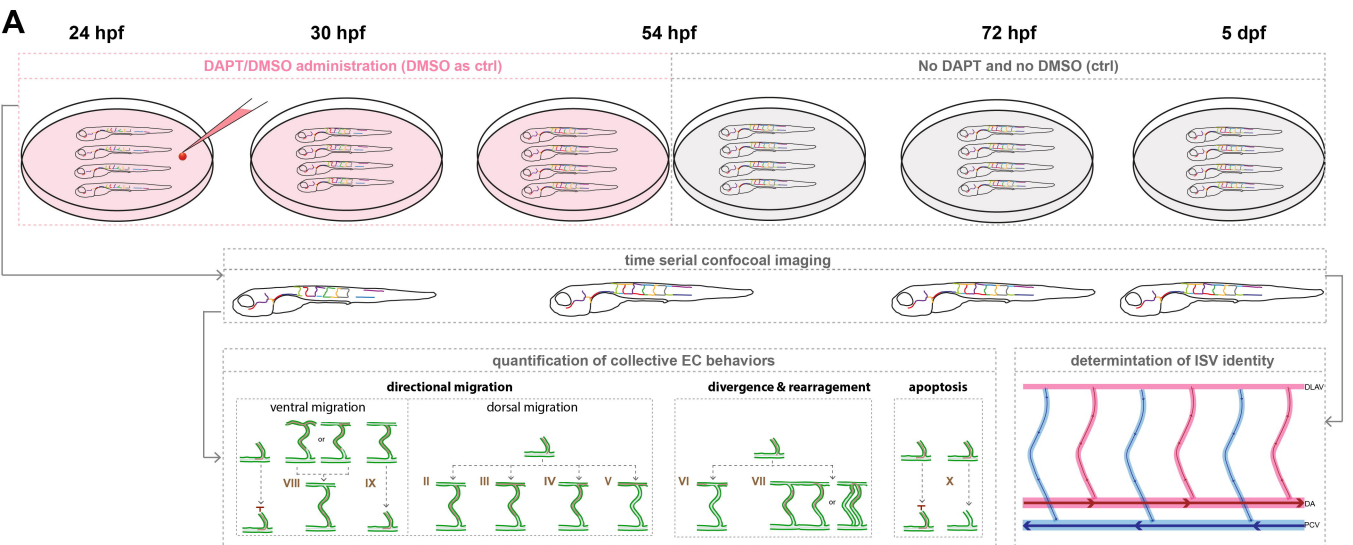 A
24 hpf 30 hpf 54 hpf 72 hpf 5 dpf
DAPT/DMSO administration (DMSO as ctrl) No DAPT and no DMSO (ctrl)
time serial confocoal imaging
quantification of collective EC behaviors determintation of ISV identity
directional migration divergence & rearragement apoptosis
ventral migration dorsal migration
or
VIII IX II III IV V VI VII or X
DLAV
DA
PCV